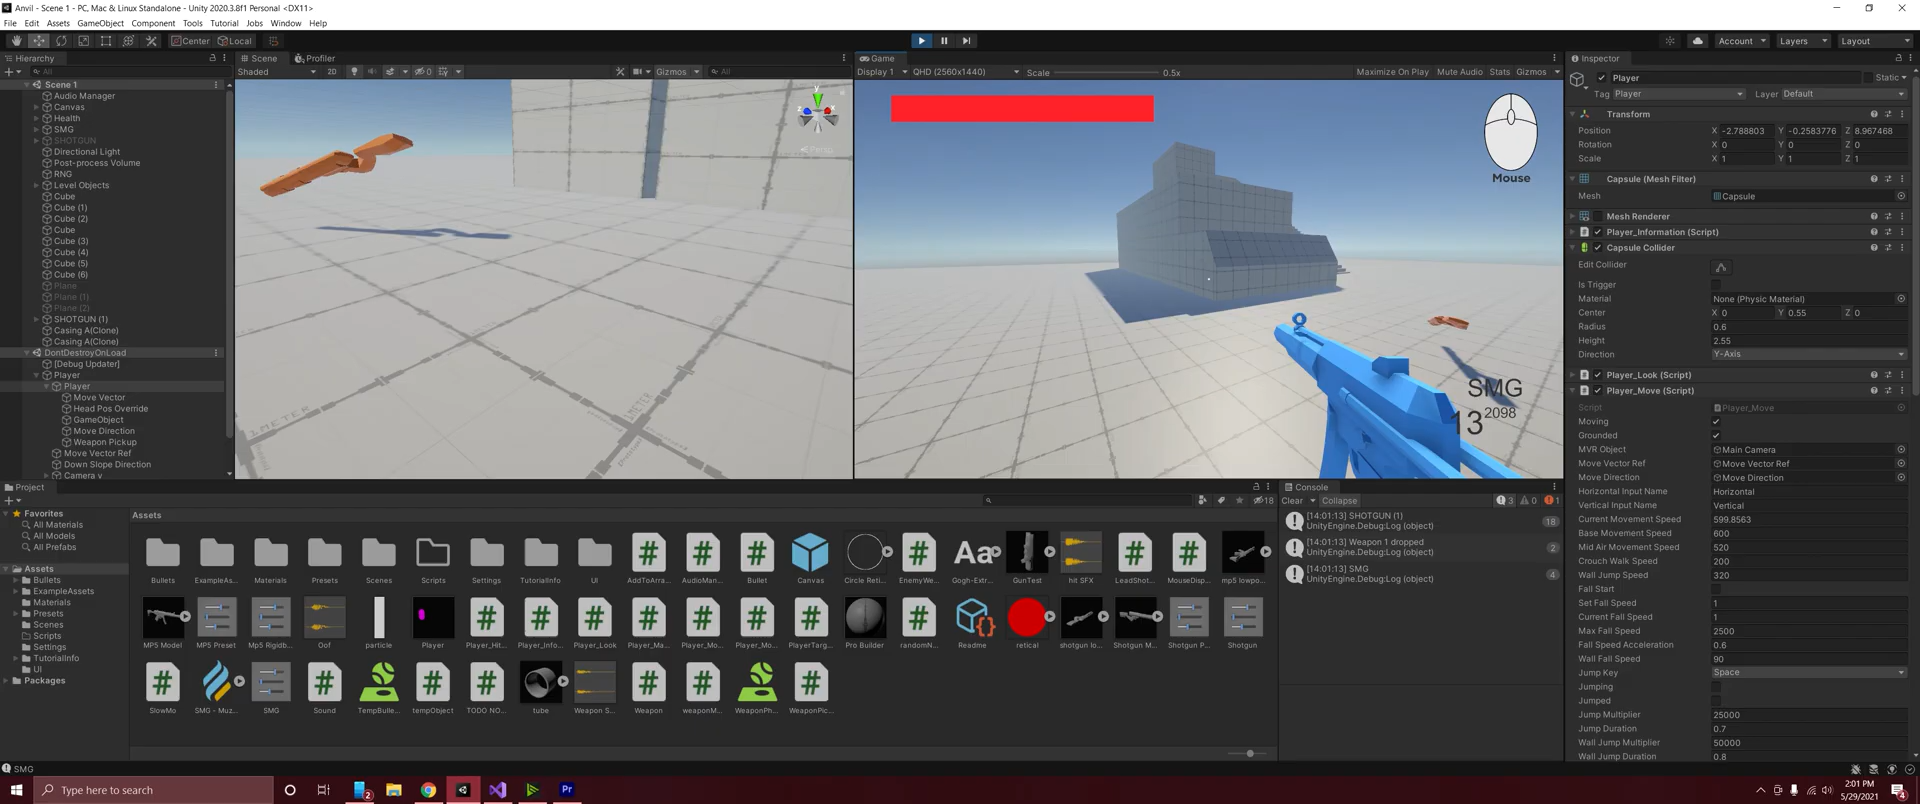 Anvil - Scene 1 - PC, Mac & Linux Standalone - Unity 2020.3.8f1 Personal <DX11>
File Edit Assets GameObject Component Tools Tutorial Jobs Window Help
Center Local
Account Layers Layout
Hierarchy
All
Scene 1
Audio Manager
Canvas
Health
SMG
SHOTGUN
Directional Light
Post-process Volume
RNG
Level Objects
Cube
Cube (1)
Cube (2)
Cube
Cube (3)
Cube (4)
Cube (5)
Cube (6)
Plane
Plane (1)
Plane (2)
SHOTGUN (1)
Casing A(Clone)
Casing A(Clone)
DontDestroyOnLoad
[Debug Updater]
Player
Player
Move Vector
Head Pos Override
GameObject
Move Direction
Weapon Pickup
Move Vector Ref
Down Slope Direction
Camera y
Scene Profiler
Shaded 2D 0 Gizmos All
y
z x
Persp
Game
Display 1 QHD (2560x1440) Scale 0.5x Maximize On Play Mute Audio Stats Gizmos
Mouse
SMG
13 2098
Inspector
Player Static
Tag Player Layer Default
Transform
Position X -2.788803 Y -0.2583776 Z 8.967468
Rotation X 0 Y 0 Z 0
Scale X 1 Y 1 Z 1
Capsule (Mesh Filter)
Mesh Capsule
Mesh Renderer
Player_Information (Script)
Capsule Collider
Edit Collider
Is Trigger
Material None (Physic Material)
Center X 0 Y 0.55 Z 0
Radius 0.6
Height 2.55
Direction Y-Axis
Player_Look (Script)
Player_Move (Script)
Script Player_Move
Moving
Grounded
MVR Object Main Camera
Move Vector Ref Move Vector Ref
Move Direction Move Direction
Horizontal Input Name Horizontal
Vertical Input Name Vertical
Current Movement Speed 599.8563
Base Movement Speed 600
Mid Air Movement Speed 520
Crouch Walk Speed 200
Wall Jump Speed 320
Fall Start
Set Fall Speed 1
Current Fall Speed 1
Max Fall Speed 2500
Fall Speed Acceleration 0.6
Wall Fall Speed 90
Jump Key Space
Jumping
Jumped
Jump Multiplier 25000
Jump Duration 0.7
Wall Jump Multiplier 50000
Wall Jump Duration 0.8
Project
18
Favorites
All Materials
All Models
All Prefabs
Assets
Bullets
ExampleAssets
Materials
Presets
Scenes
Scripts
Settings
TutorialInfo
UI
Packages
Assets
Bullets ExampleAs... Materials Presets Scenes Scripts Settings TutorialInfo UI AddToArra... AudioMan... Bullet Canvas Circle Reti... EnemyWe... Gogh-Extr... GunTest hit SFX LeadShot... MouseDisp... mp5 lowpo...
MP5 Model MP5 Preset Mp5 Rigidb... Oof particle Player Player_Hit... Player_Info... Player_Look Player_Ma... Player_Mo... Player_Mo... PlayerTarg... Pro Builder randomN... Readme retical shotgun lo... Shotgun M... Shotgun P... Shotgun
SlowMo SMG - Muz... SMG Sound TempBulle... tempObject TODO NO... tube Weapon S... Weapon weaponM... WeaponPh... WeaponPic...
Console
Clear Collapse 3 0 1
[14:01:13] SHOTGUN (1)
UnityEngine.Debug:Log (object) 18
[14:01:13] Weapon 1 dropped
UnityEngine.Debug:Log (object) 2
[14:01:13] SMG
UnityEngine.Debug:Log (object) 4
SMG
Type here to search
2
Pr
2:01 PM
5/29/2021
4